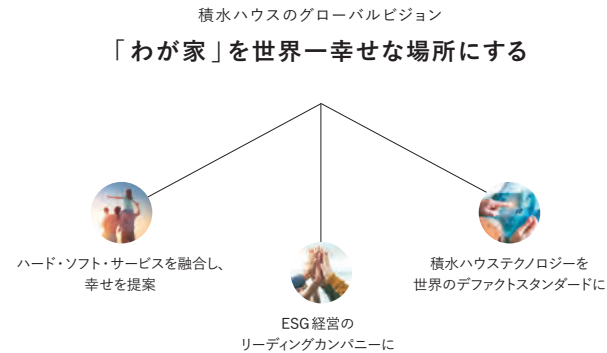 積水ハウスのグローバルビジョン
「わが家」を世界一幸せな場所にする
ハード・ソフト・サービスを融合し、
幸せを提案
ESG経営の
リーディングカンパニーに
積水ハウステクノロジーを
世界のデファクトスタンダードに